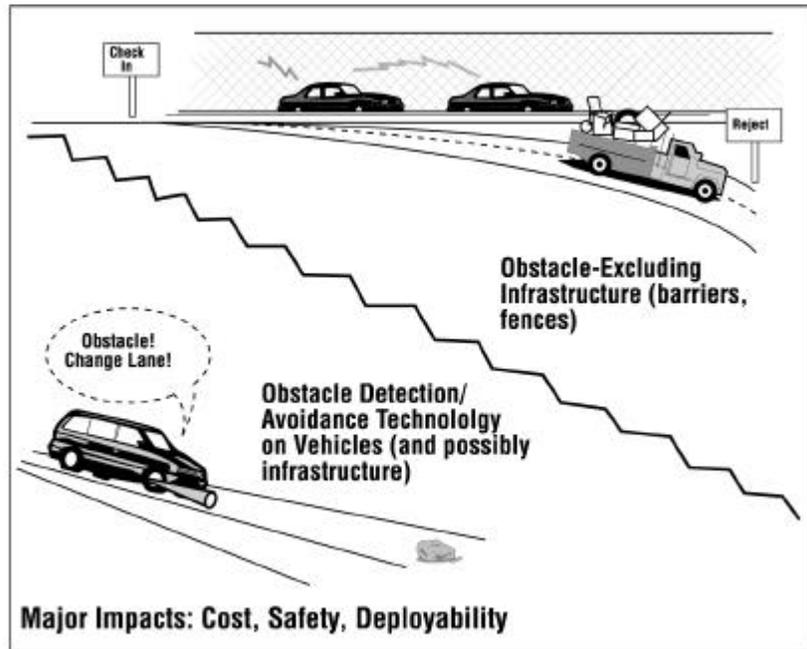 Check
In
Reject
Obstacle-Excluding
Infrastructure (barriers,
fences)
Obstacle!
Change Lane!
Obstacle Detection/
Avoidance Technololgy
on Vehicles (and possibly
infrastructure)
Major Impacts: Cost, Safety, Deployability